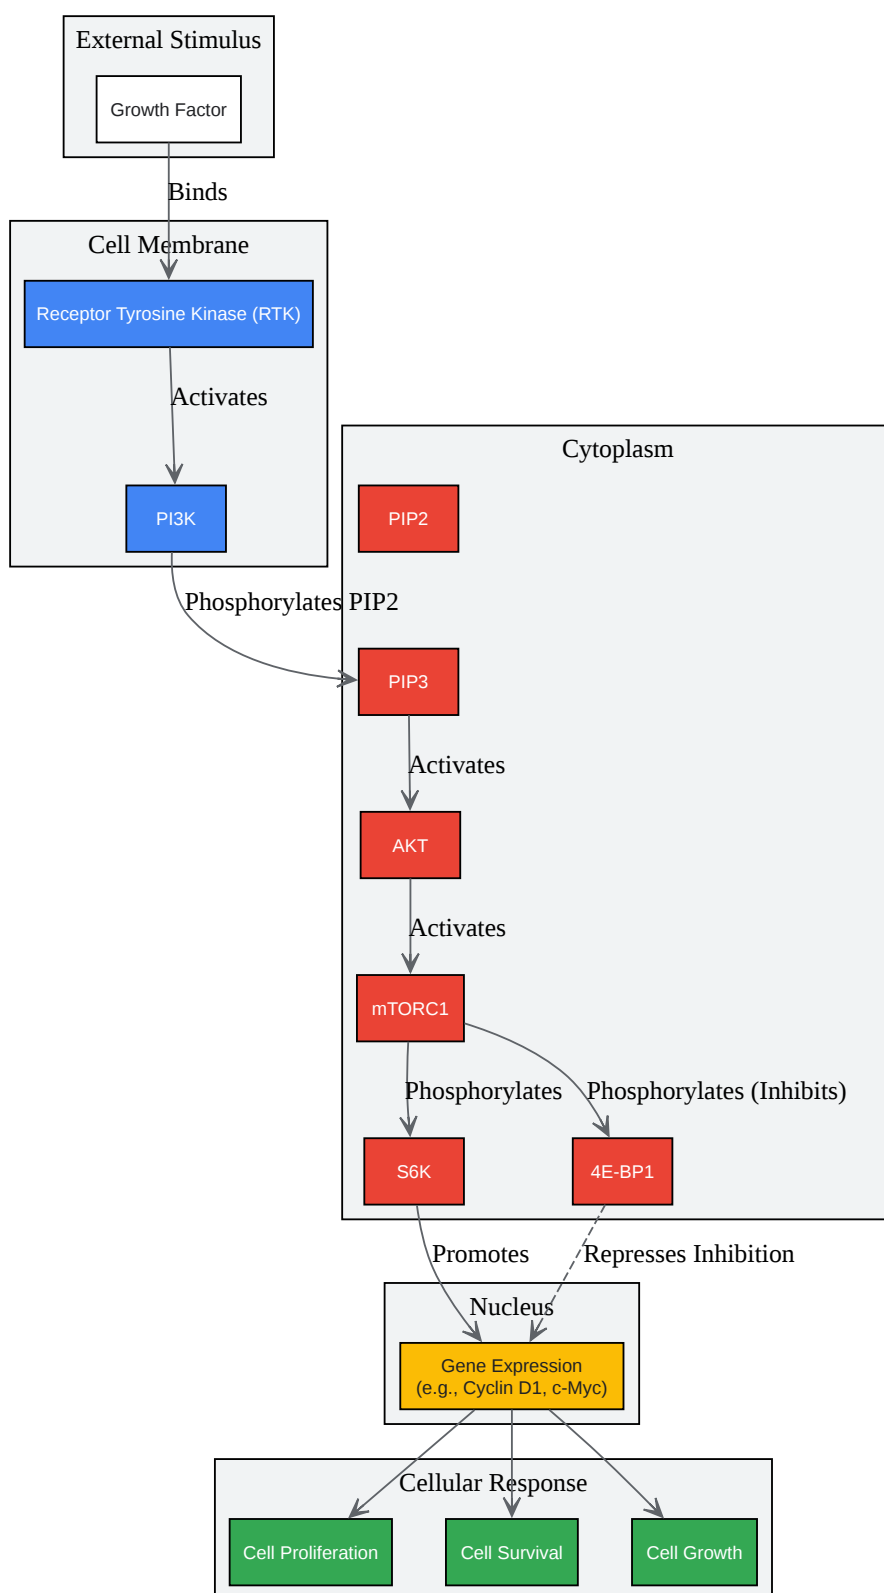 External Stimulus
Growth Factor
Binds
Cell Membrane
Receptor Tyrosine Kinase (RTK)
Activates
Cytoplasm
PI3K
PIP2
Phosphorylates PIP2
PIP3
Activates
AKT
Activates
mTORC1
Phosphorylates
Phosphorylates (Inhibits)
S6K
4E-BP1
Promotes
Represses Inhibition
Nucleus
Gene Expression
(e.g., Cyclin D1, c-Myc)
Cellular Response
Cell Proliferation
Cell Survival
Cell Growth